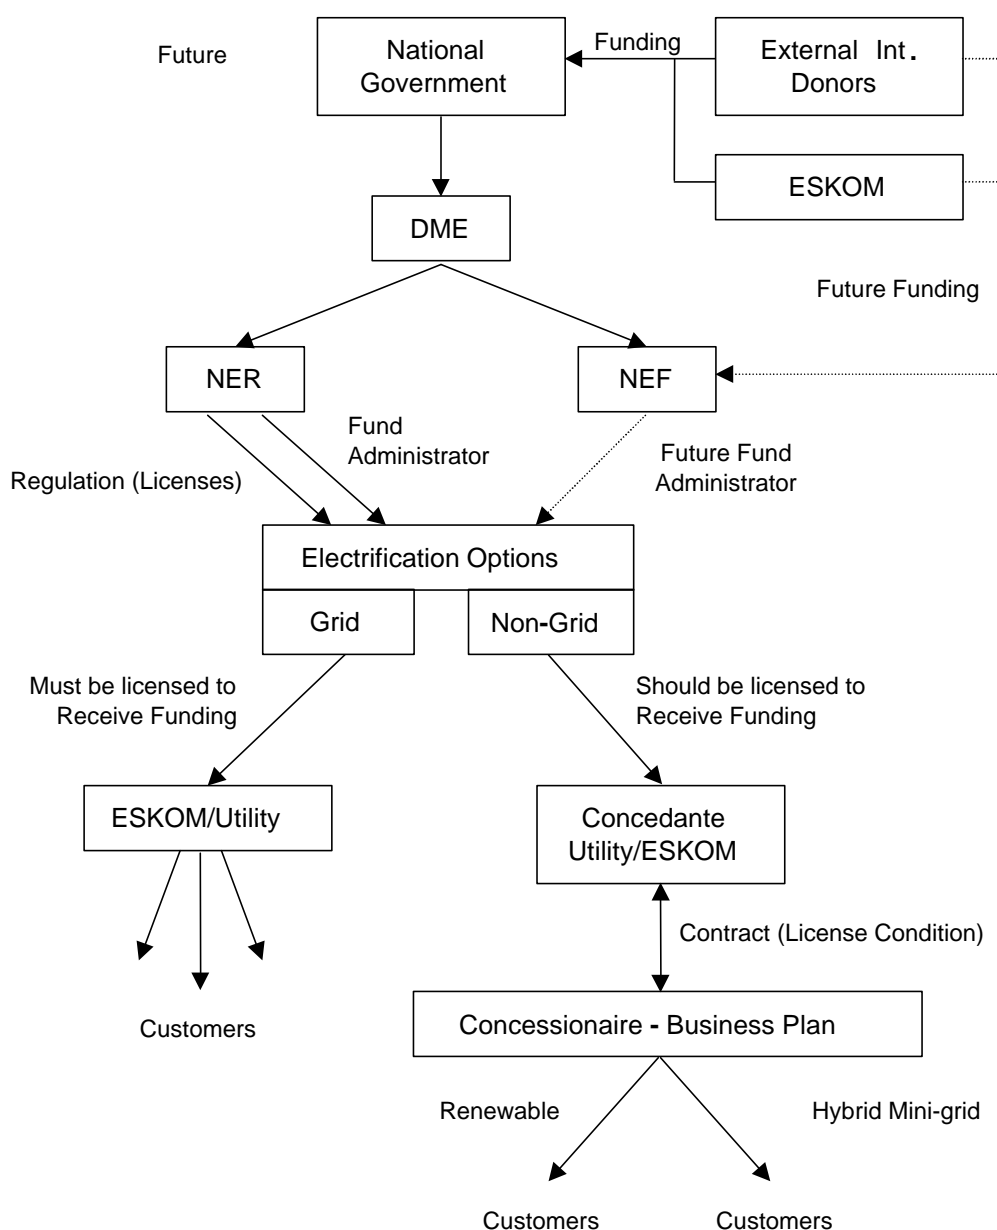 Future
National
Government
Funding
External Int.
Donors
ESKOM
DME
Future Funding
NER
NEF
Fund
Administrator
Regulation (Licenses)
Future Fund
Administrator
Electrification Options
Grid
Non-Grid
Must be licensed to
Receive Funding
Should be licensed to
Receive Funding
ESKOM/Utility
Concedante
Utility/ESKOM
Contract (License Condition)
Customers
Concessionaire - Business Plan
Renewable
Hybrid Mini-grid
Customers
Customers